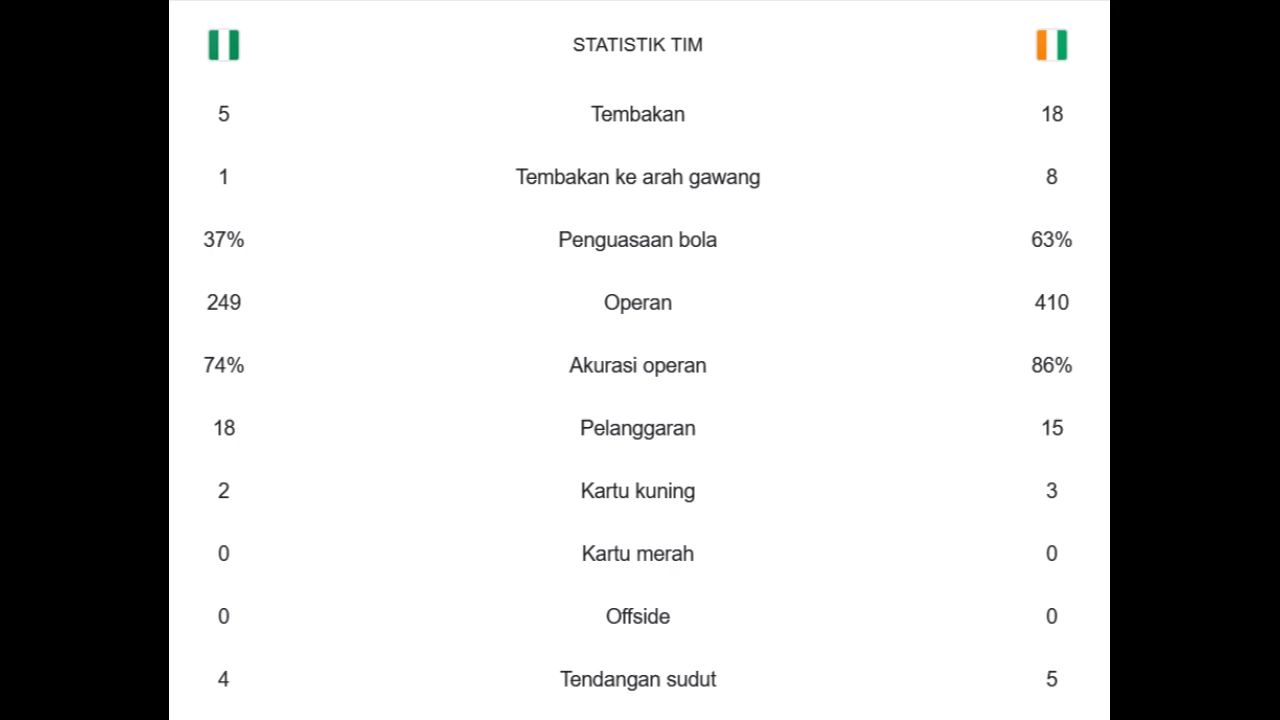 STATISTIK TIM
5 Tembakan 18
1 Tembakan ke arah gawang 8
37% Penguasaan bola 63%
249 Operan 410
74% Akurasi operan 86%
18 Pelanggaran 15
2 Kartu kuning 3
0 Kartu merah 0
0 Offside 0
4 Tendangan sudut 5